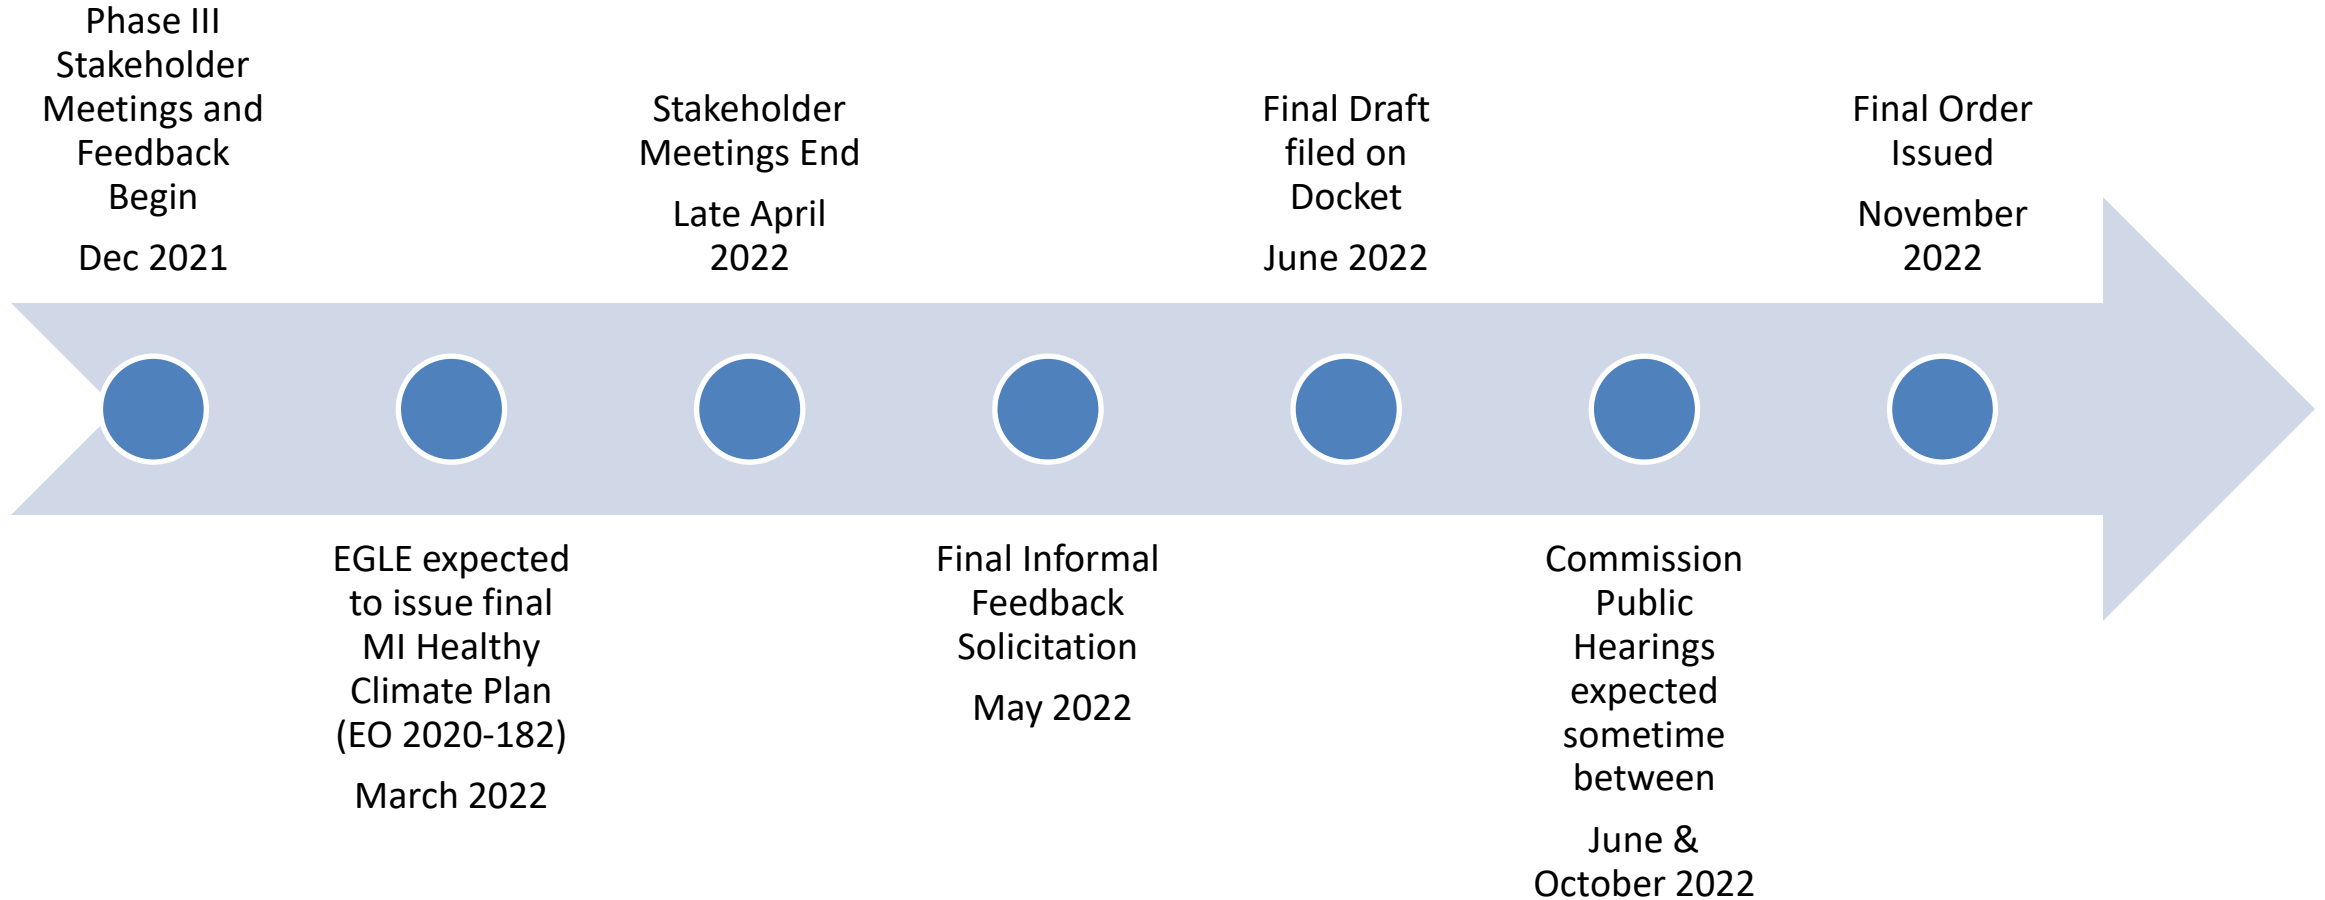 Phase III
Stakeholder
Meetings and
Feedback
Begin
Dec 2021
EGLE expected
to issue final
MI Healthy
Climate Plan
(EO 2020-182)
March 2022
Stakeholder
Meetings End
Late April
2022
Final Informal
Feedback
Solicitation
May 2022
Final Draft
filed on
Docket
June 2022
Commission
Public
Hearings
expected
sometime
between
June &
October 2022
Final Order
Issued
November
2022